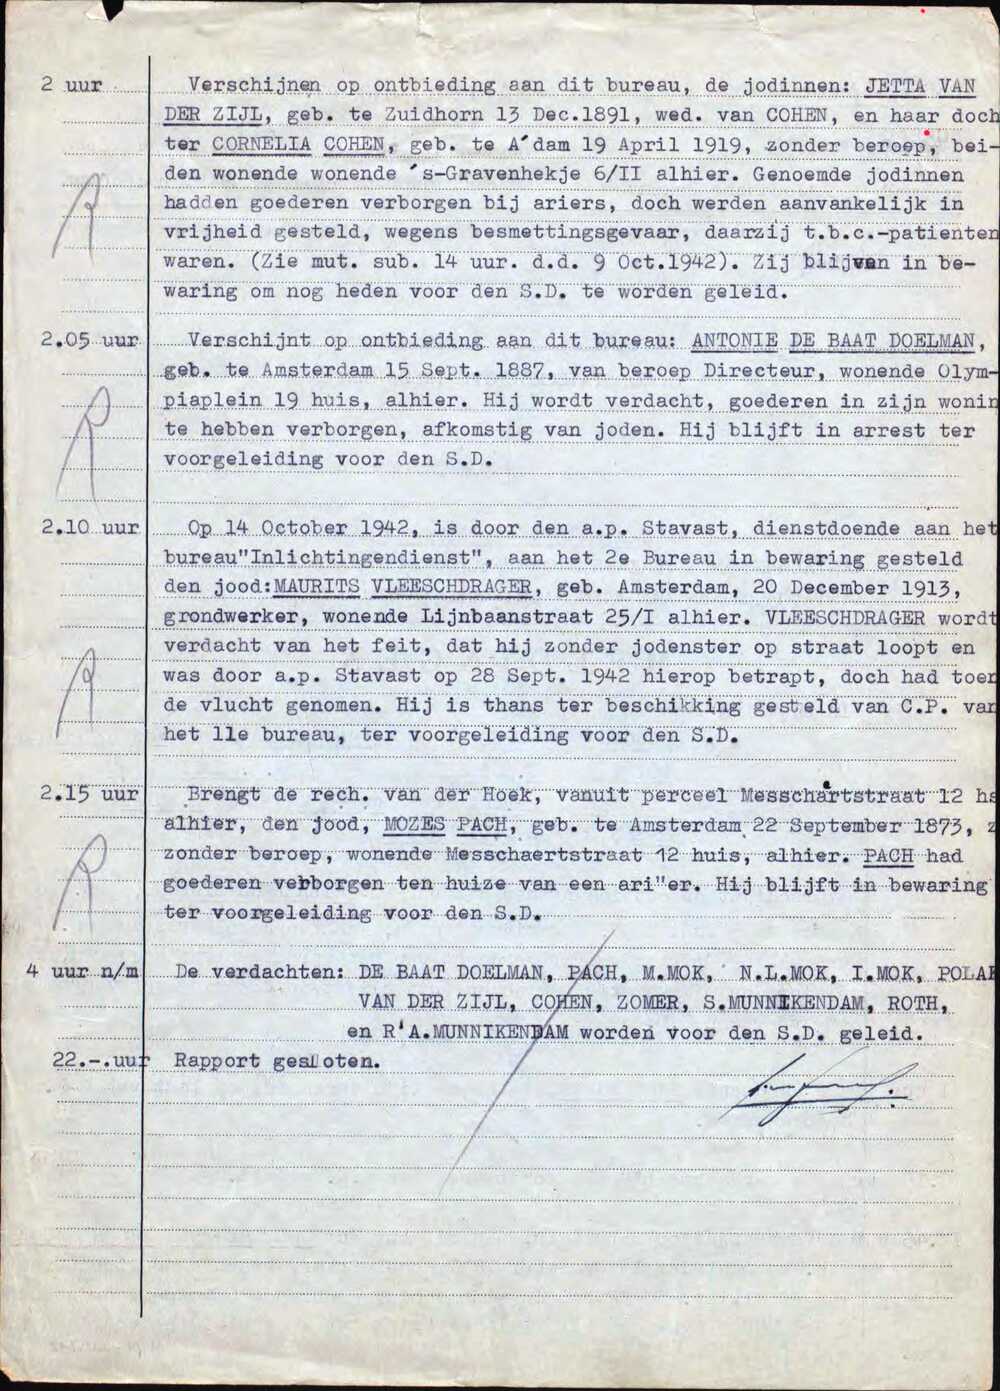 2 uur Verschijnen op ontbieding aan dit bureau, de jodinnen: JETTA VAN
DER ZIJL, geb. te Zuidhorn 13 Dec.1891, wed. van COHEN, en haar doch
ter CORNELIA COHEN, geb. te A´dam 19 April 1919, zonder beroep, bei-
den wonende wonende ´s-Gravenhekje 6/II alhier. Genoemde jodinnen
hadden goederen verborgen bij ariers, doch werden aanvankelijk in
vrijheid gesteld, wegens besmettingsgevaar, daarzij t.b.c.-patienten
waren. (Zie mut. sub. 14 uur. d.d. 9 Oct.1942). Zij blijven in be-
waring om nog heden voor den S.D. te worden geleid.
2.05 uur Verschijnt op ontbieding aan dit bureau: ANTONIE DE BAAT DOELMAN,
geb. te Amsterdam 15 Sept. 1887, van beroep Directeur, wonende Olym-
piaplein 19 huis, alhier. Hij wordt verdacht, goederen in zijn wonin
te hebben verborgen, afkomstig van joden. Hij blijft in arrest ter
voorgeleiding voor den S.D.
2.10 uur Op 14 October 1942, is door den a.p. Stavast, dienstdoende aan het
bureau"Inlichtingendienst", aan het 2e Bureau in bewaring gesteld
den jood:MAURITS VLEESCHDRAGER, geb. Amsterdam, 20 December 1913,
grondwerker, wonende Lijnbaanstraat 25/I alhier. VLEESCHDRAGER wordt
verdacht van het feit, dat hij zonder jodenster op straat loopt en
was door a.p. Stavast op 28 Sept. 1942 hierop betrapt, doch had toen
de vlucht genomen. Hij is thans ter beschikking gesteld van C.P. van
het 11e bureau, ter voorgeleiding voor den S.D.
2.15 uur Brengt de rech. van der Hoek, vanuit perceel Messchartstraat 12 hs
alhier, den jood, MOZES PACH, geb. te Amsterdam 22 September 1873, z
zonder beroep, wonende Messchaertstraat 12 huis, alhier. PACH had
goederen verborgen ten huize van een ari"er. Hij blijft in bewaring
ter voorgeleiding voor den S.D.
4 uur n/m De verdachten: DE BAAT DOELMAN, PACH, M.MOK, N.L.MOK, I.MOK, POLAK
VAN DER ZIJL, COHEN, ZOMER, S.MUNNIKENDAM, ROTH,
en R´A.MUNNIKENDAM worden voor den S.D. geleid.
22.-.uur Rapport gesloten.